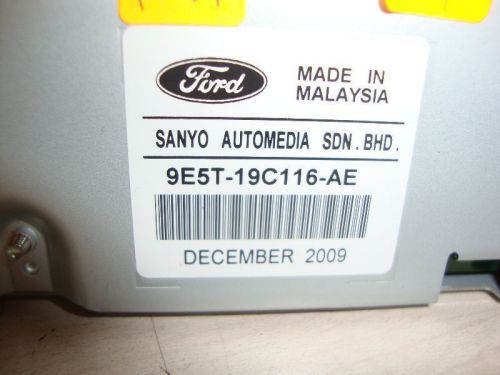 Ford
MADE IN
MALAYSIA
SANYO AUTOMEDIA SDN. BHD.
9E5T-19C116-AE
DECEMBER 2009